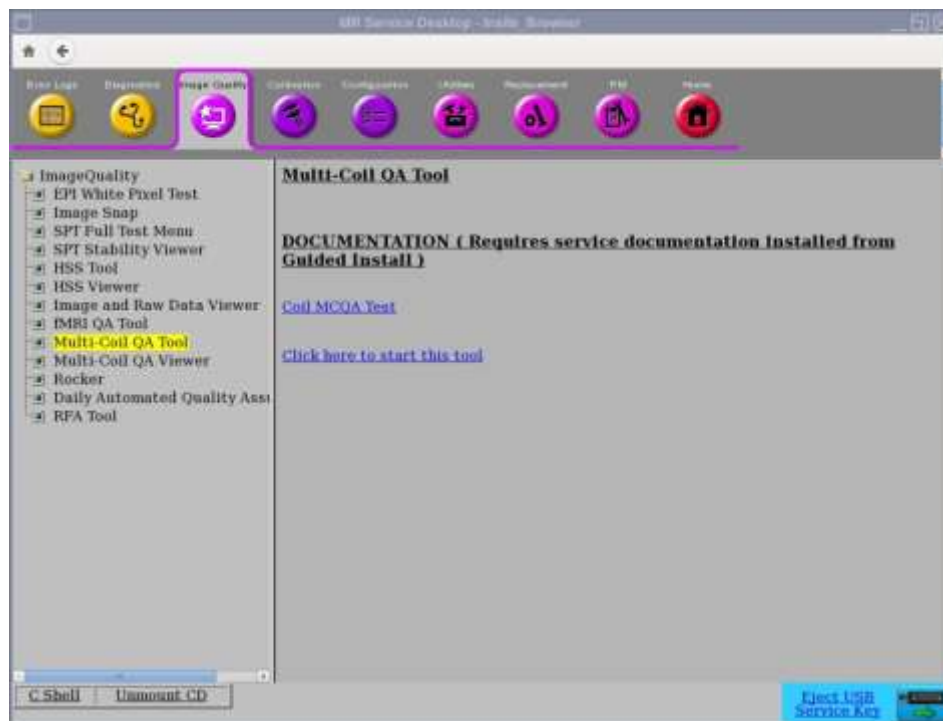 MR Service Desktop - Insite Browser
Error Logs
Diagnostics
Image Quality
Calibration
Configuration
Utilities
Replacement
PM
Home
ImageQuality
EPI White Pixel Test
Image Snap
SPT Full Test Menu
SPT Stability Viewer
HSS Tool
HSS Viewer
Image and Raw Data Viewer
fMRI QA Tool
Multi-Coil QA Tool
Multi-Coil QA Viewer
Rocker
Daily Automated Quality Assu
RFA Tool
Multi-Coil QA Tool
DOCUMENTATION ( Requires service documentation installed from
Guided Install )
Coil MCQA Test
Click here to start this tool
C Shell
Unmount CD
Eject USB
Service Key